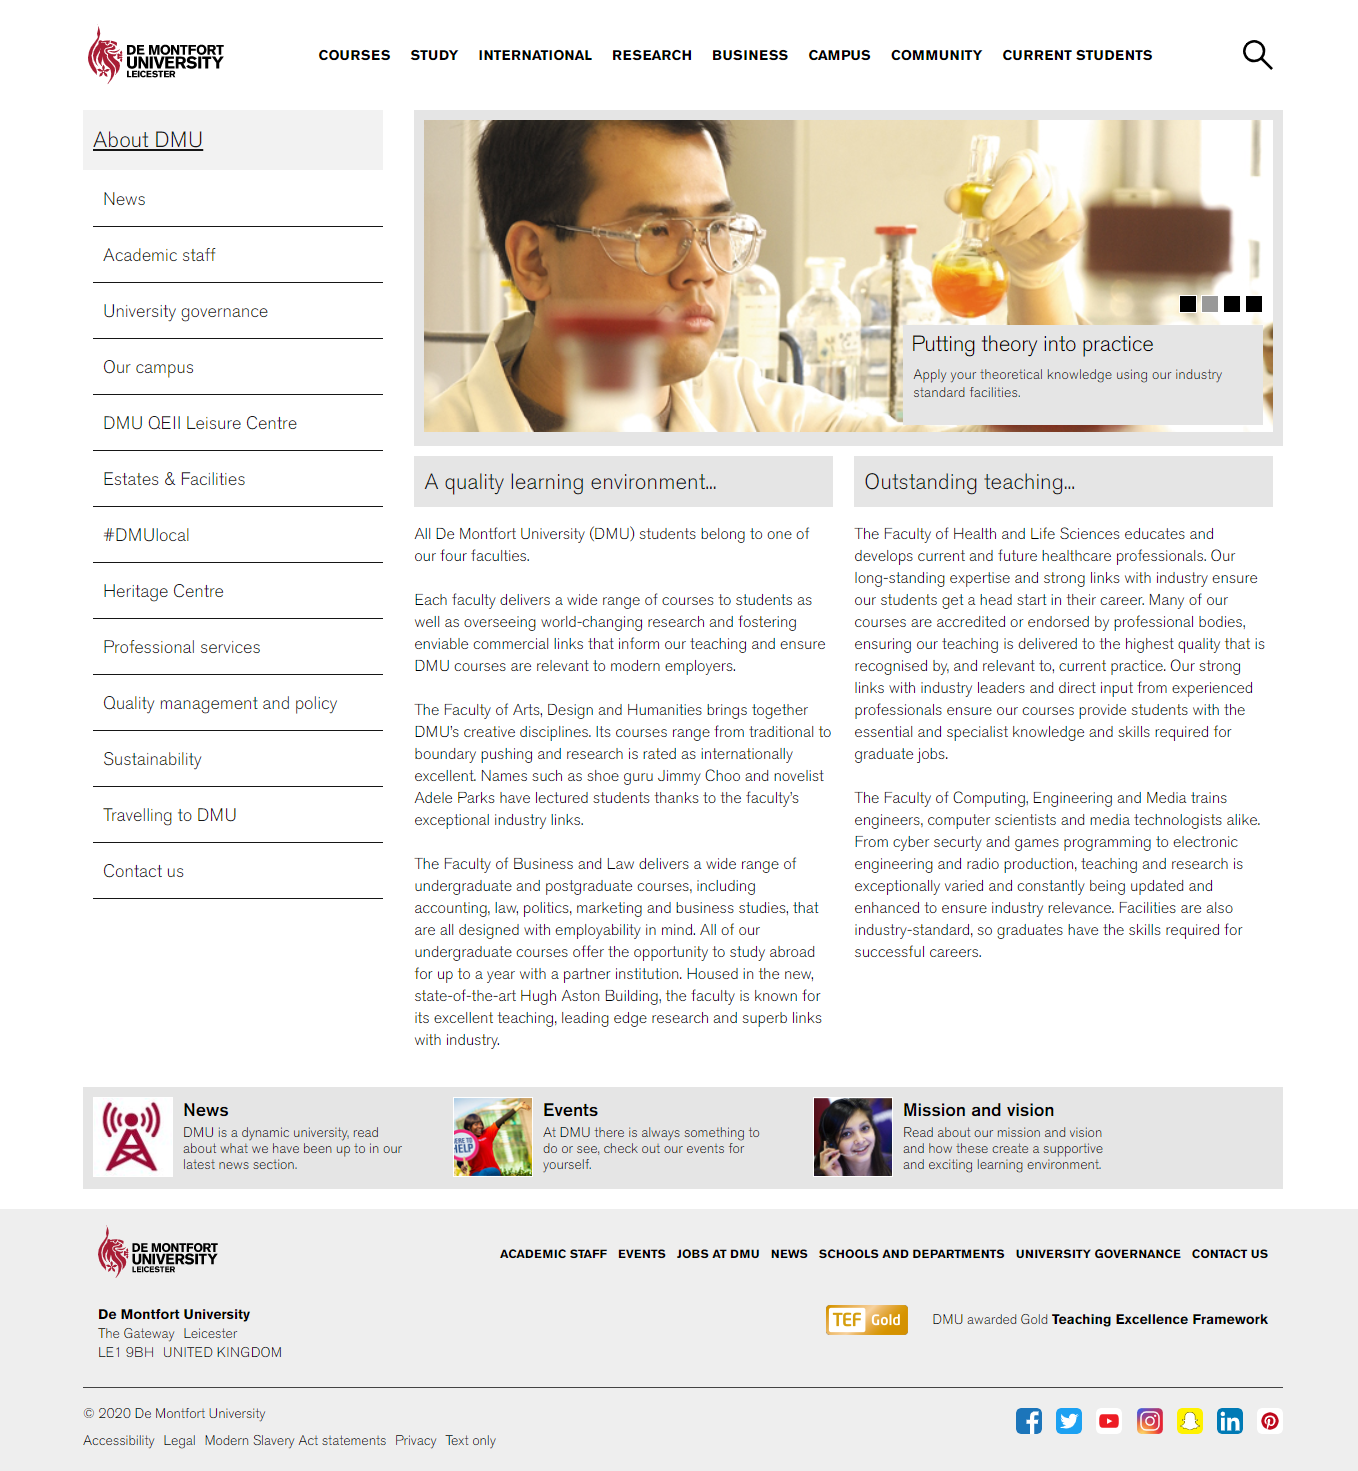 DE MONTFORT
UNIVERSITY
LEICESTER
COURSES STUDY INTERNATIONAL RESEARCH BUSINESS CAMPUS COMMUNITY CURRENT STUDENTS
About DMU
News
Academic staff
University governance
Our campus
DMU QEII Leisure Centre
Estates & Facilities
#DMUlocal
Heritage Centre
Professional services
Quality management and policy
Sustainability
Travelling to DMU
Contact us
Putting theory into practice
Apply your theoretical knowledge using our industry
standard facilities.
A quality learning environment...
All De Montfort University (DMU) students belong to one of
our four faculties.
Each faculty delivers a wide range of courses to students as
well as overseeing world-changing research and fostering
enviable commercial links that inform our teaching and ensure
DMU courses are relevant to modern employers.
The Faculty of Arts, Design and Humanities brings together
DMU's creative disciplines. Its courses range from traditional to
boundary pushing and research is rated as internationally
excellent. Names such as shoe guru Jimmy Choo and novelist
Adele Parks have lectured students thanks to the faculty's
exceptional industry links.
The Faculty of Business and Law delivers a wide range of
undergraduate and postgraduate courses, including
accounting, law, politics, marketing and business studies, that
are all designed with employability in mind. All of our
undergraduate courses offer the opportunity to study abroad
for up to a year with a partner institution. Housed in the new,
state-of-the-art Hugh Aston Building, the faculty is known for
its excellent teaching, leading edge research and superb links
with industry.
Outstanding teaching...
The Faculty of Health and Life Sciences educates and
develops current and future healthcare professionals. Our
long-standing expertise and strong links with industry ensure
our students get a head start in their career. Many of our
courses are accredited or endorsed by professional bodies,
ensuring our teaching is delivered to the highest quality that is
recognised by, and relevant to, current practice. Our strong
links with industry leaders and direct input from experienced
professionals ensure our courses provide students with the
essential and specialist knowledge and skills required for
graduate jobs.
The Faculty of Computing, Engineering and Media trains
engineers, computer scientists and media technologists alike.
From cyber securty and games programming to electronic
engineering and radio production, teaching and research is
exceptionally varied and constantly being updated and
enhanced to ensure industry relevance. Facilities are also
industry-standard, so graduates have the skills required for
successful careers.
News
DMU is a dynamic university, read
about what we have been up to in our
latest news section.
HERE TO
HELP
Events
At DMU there is always something to
do or see, check out our events for
yourself.
Mission and vision
Read about our mission and vision
and how these create a supportive
and exciting learning environment.
DE MONTFORT
UNIVERSITY
LEICESTER
ACADEMIC STAFF EVENTS JOBS AT DMU NEWS SCHOOLS AND DEPARTMENTS UNIVERSITY GOVERNANCE CONTACT US
De Montfort University
The Gateway Leicester
LE1 9BH UNITED KINGDOM
TEF Gold
DMU awarded Gold Teaching Excellence Framework
© 2020 De Montfort University
Accessibility Legal Modern Slavery Act statements Privacy Text only